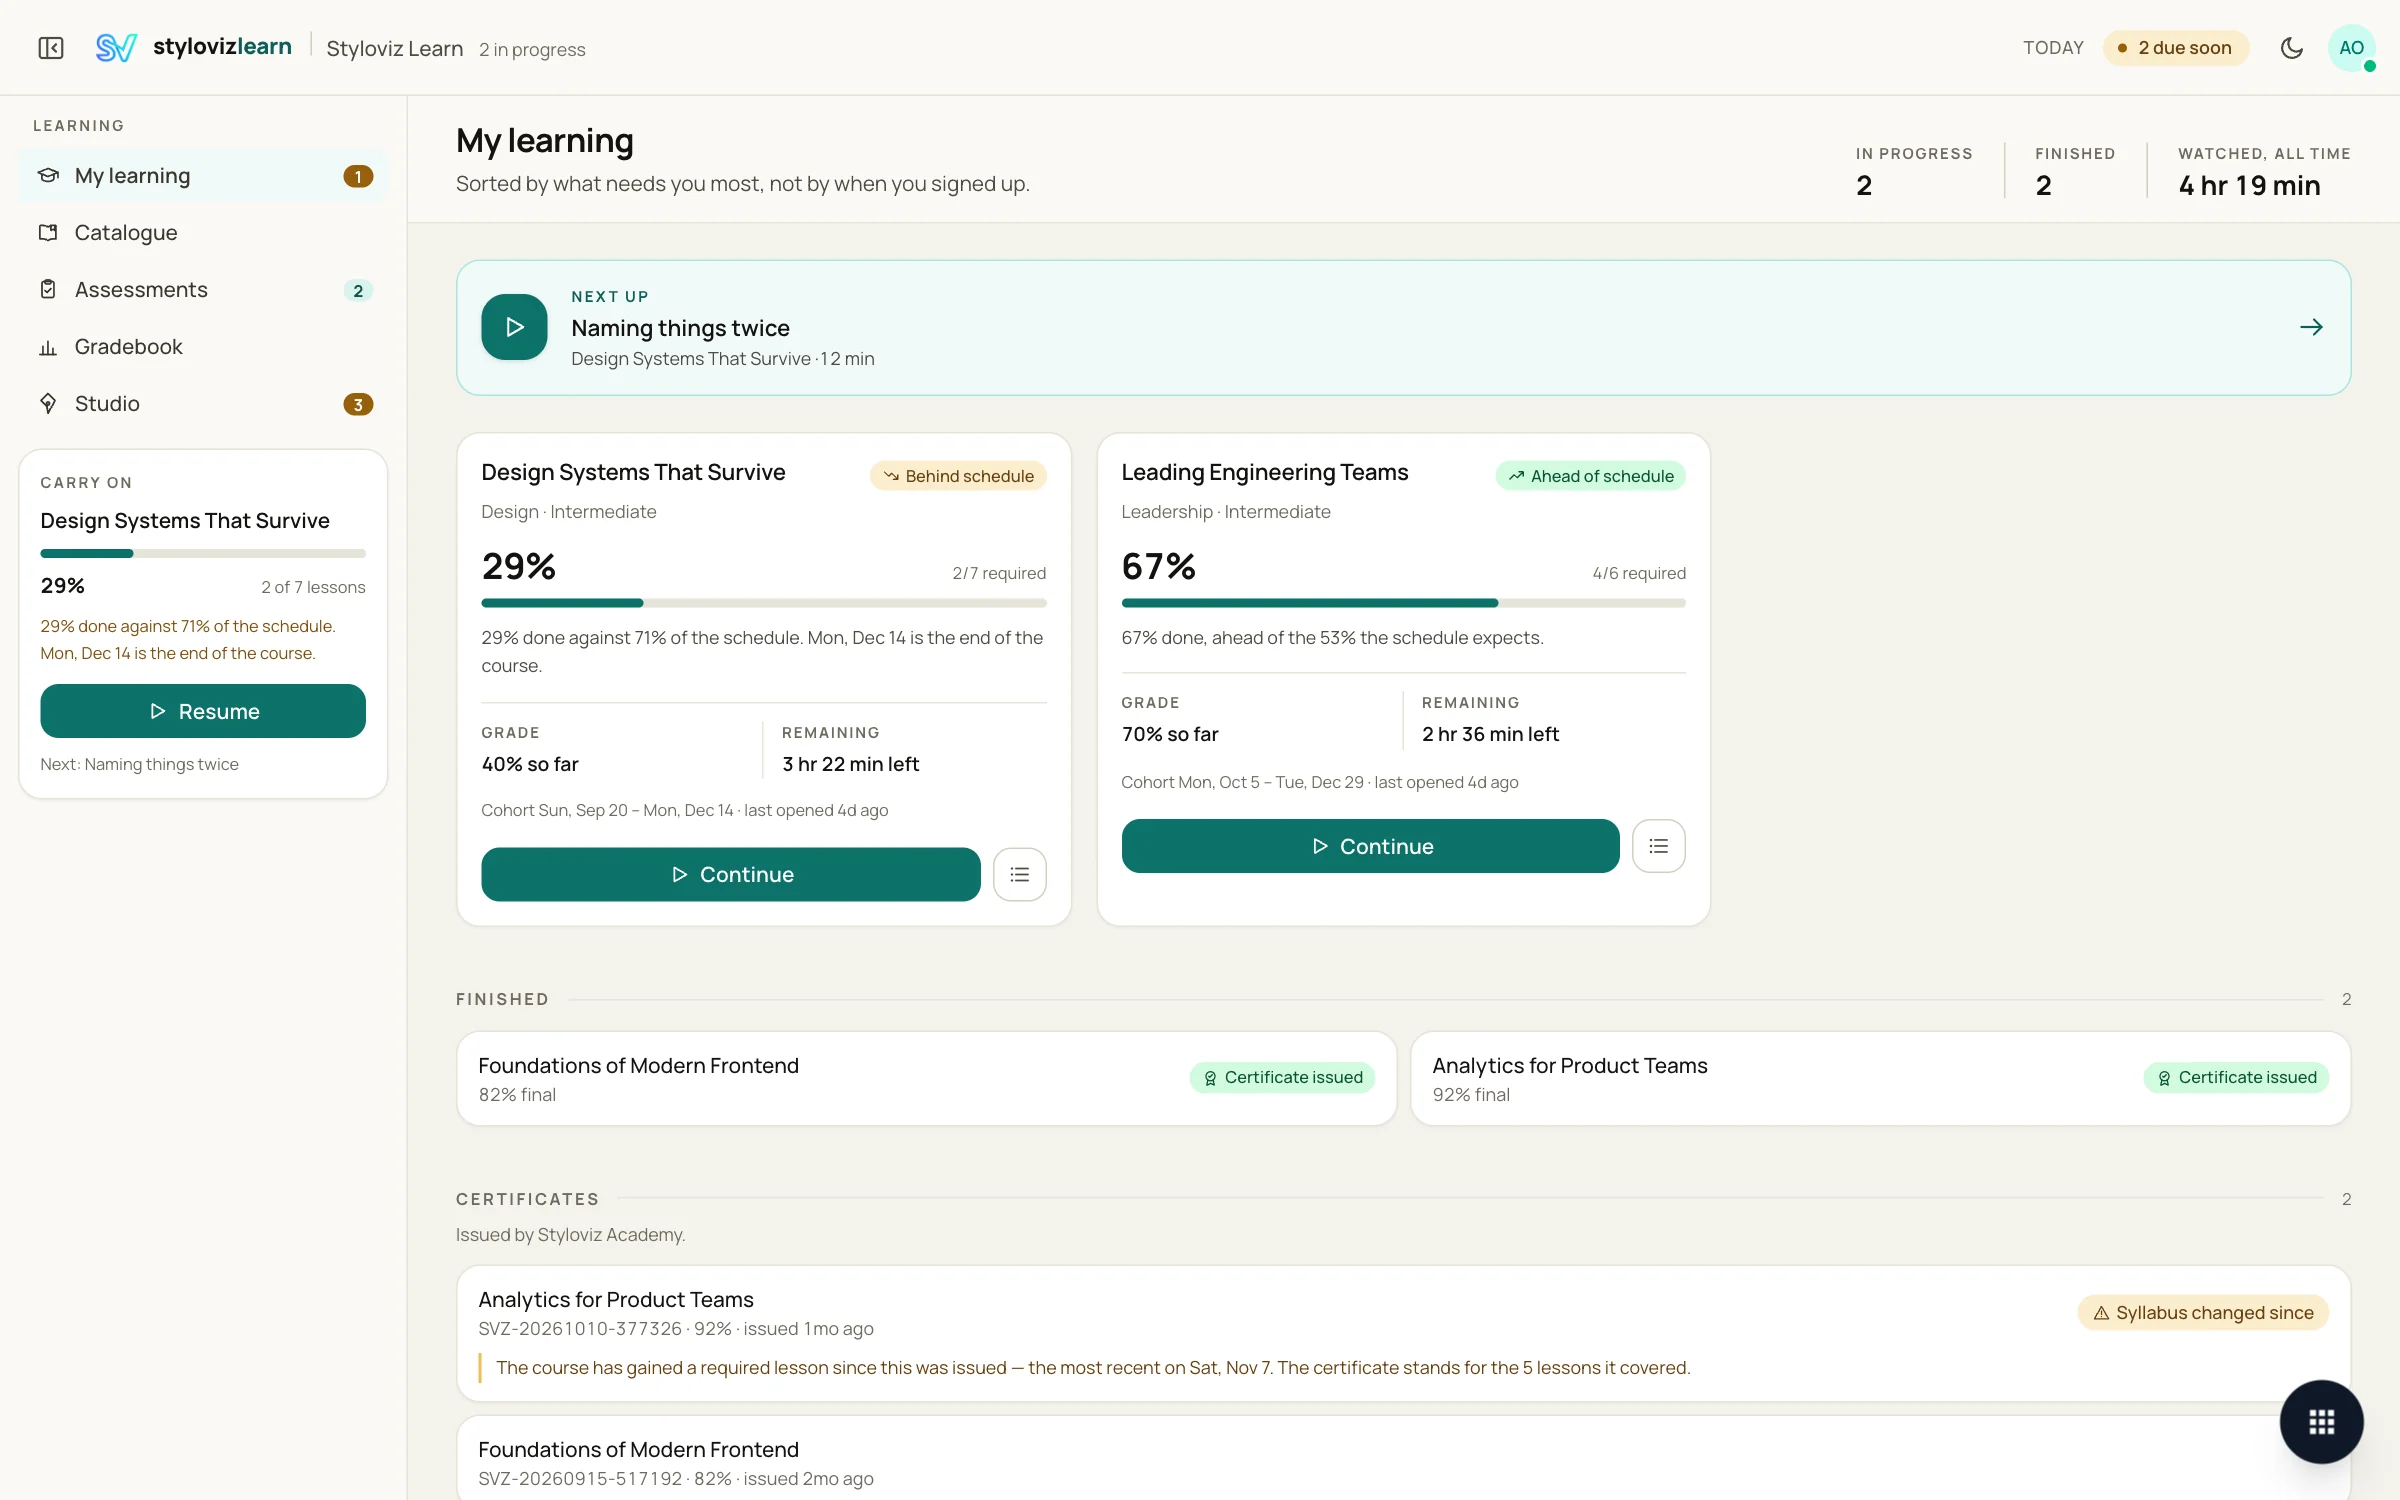 stylovizlearn
Styloviz Learn 2 in progress
TODAY
2 due soon
AO
LEARNING
My learning 1
Catalogue
Assessments 2
Gradebook
Studio 3
CARRY ON
Design Systems That Survive
29% 2 of 7 lessons
29% done against 71% of the schedule.
Mon, Dec 14 is the end of the course.
Resume
Next: Naming things twice
My learning
Sorted by what needs you most, not by when you signed up.
IN PROGRESS
2
FINISHED
2
WATCHED, ALL TIME
4 hr 19 min
NEXT UP
Naming things twice
Design Systems That Survive · 12 min
Design Systems That Survive
Behind schedule
Design · Intermediate
29% 2/7 required
29% done against 71% of the schedule. Mon, Dec 14 is the end of the
course.
GRADE
40% so far
REMAINING
3 hr 22 min left
Cohort Sun, Sep 20 – Mon, Dec 14 · last opened 4d ago
Continue
Leading Engineering Teams
Ahead of schedule
Leadership · Intermediate
67% 4/6 required
67% done, ahead of the 53% the schedule expects.
GRADE
70% so far
REMAINING
2 hr 36 min left
Cohort Mon, Oct 5 – Tue, Dec 29 · last opened 4d ago
Continue
FINISHED 2
Foundations of Modern Frontend
82% final
Certificate issued
Analytics for Product Teams
92% final
Certificate issued
CERTIFICATES 2
Issued by Styloviz Academy.
Analytics for Product Teams
SVZ-20261010-377326 · 92% · issued 1mo ago
Syllabus changed since
The course has gained a required lesson since this was issued — the most recent on Sat, Nov 7. The certificate stands for the 5 lessons it covered.
Foundations of Modern Frontend
SVZ-20260915-517192 · 82% · issued 2mo ago